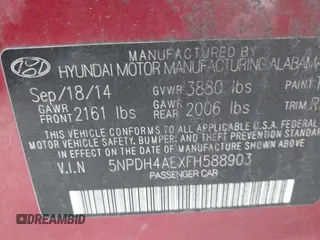 MANUFACTURED BY
HYUNDAI MOTOR MANUFACTURING ALABAMA
Sep/18/14 GVWR 3880 lbs PAINT
GAWR FRONT 2161 lbs GAWR REAR 2006 lbs TRIM
THIS VEHICLE CONFORMS TO ALL APPLICABLE
FEDERAL MOTOR VEHICLE SAFETY, BUMPER, AND
THEFT PREVENTION STANDARDS IN EFFECT ON
THE DATE OF MANUFACTURE SHOWN ABOVE.
V.I.N 5NPDH4AEXFH588903
PASSENGER CAR
DREAMBID